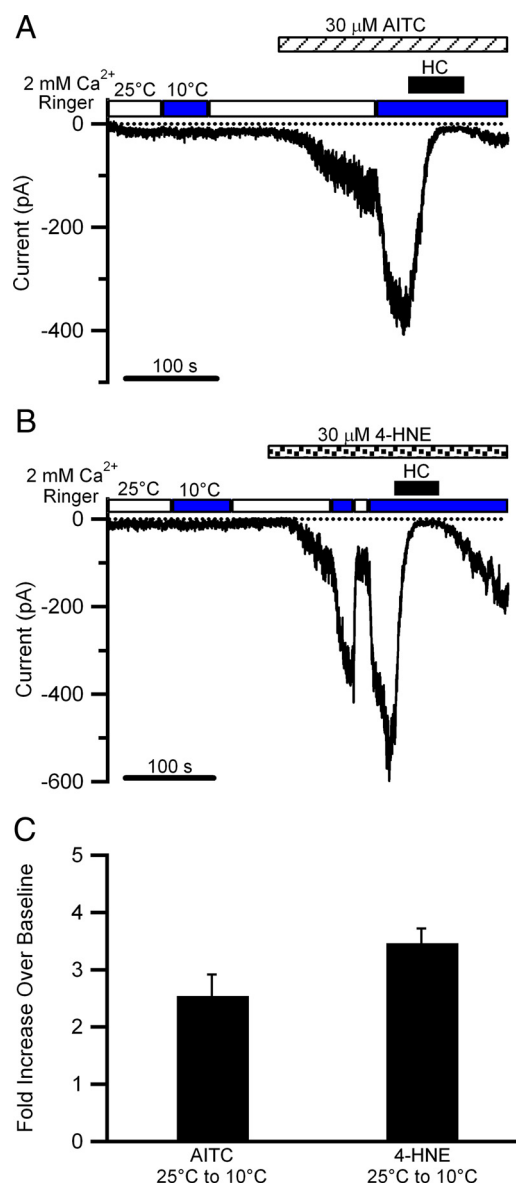 A
30 µM AITC
HC
2 mM Ca²⁺
Ringer
25°C
10°C
0
-200
-400
Current (pA)
100 s
B
30 µM 4-HNE
HC
2 mM Ca²⁺
Ringer
25°C
10°C
0
-200
-400
-600
Current (pA)
100 s
C
5
4
3
2
1
0
Fold Increase Over Baseline
AITC
25°C to 10°C
4-HNE
25°C to 10°C